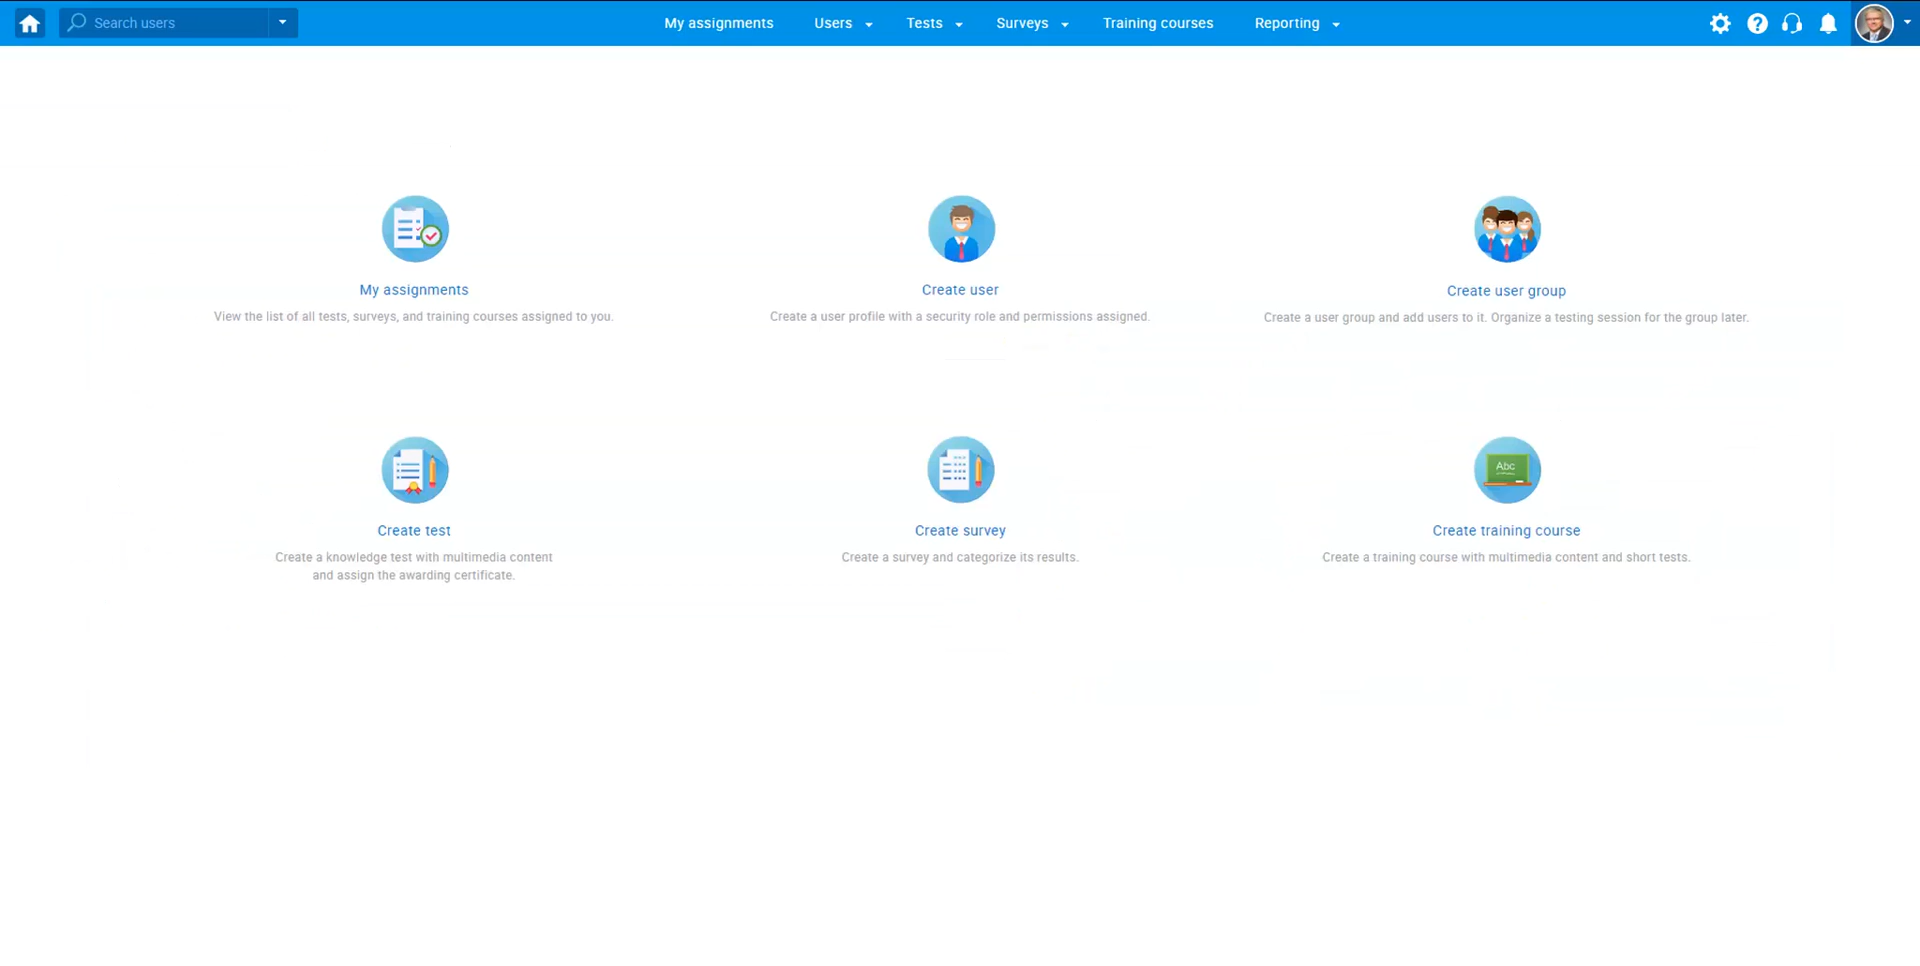 Search users
My assignments
Users
Tests
Surveys
Training courses
Reporting
My assignments
View the list of all tests, surveys, and training courses assigned to you.
Create user
Create a user profile with a security role and permissions assigned.
Create user group
Create a user group and add users to it. Organize a testing session for the group later.
Create test
Create a knowledge test with multimedia content
and assign the awarding certificate.
Create survey
Create a survey and categorize its results.
Abc
Create training course
Create a training course with multimedia content and short tests.